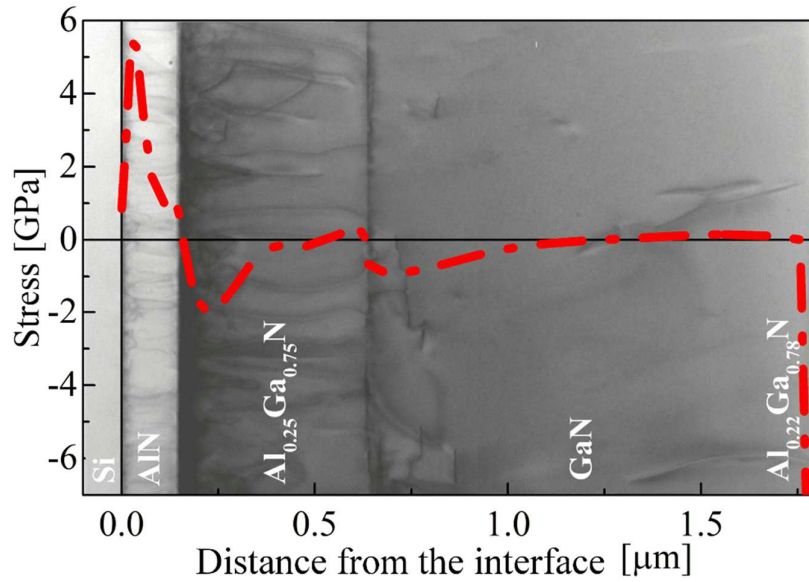 6
4
2
0
-2
-4
-6
Stress [GPa]
Si
AlN
Al₀.₂₅Ga₀.₇₅N
GaN
Al₀.₂₂Ga₀.₇₈N
0.0 0.5 1.0 1.5
Distance from the interface [μm]